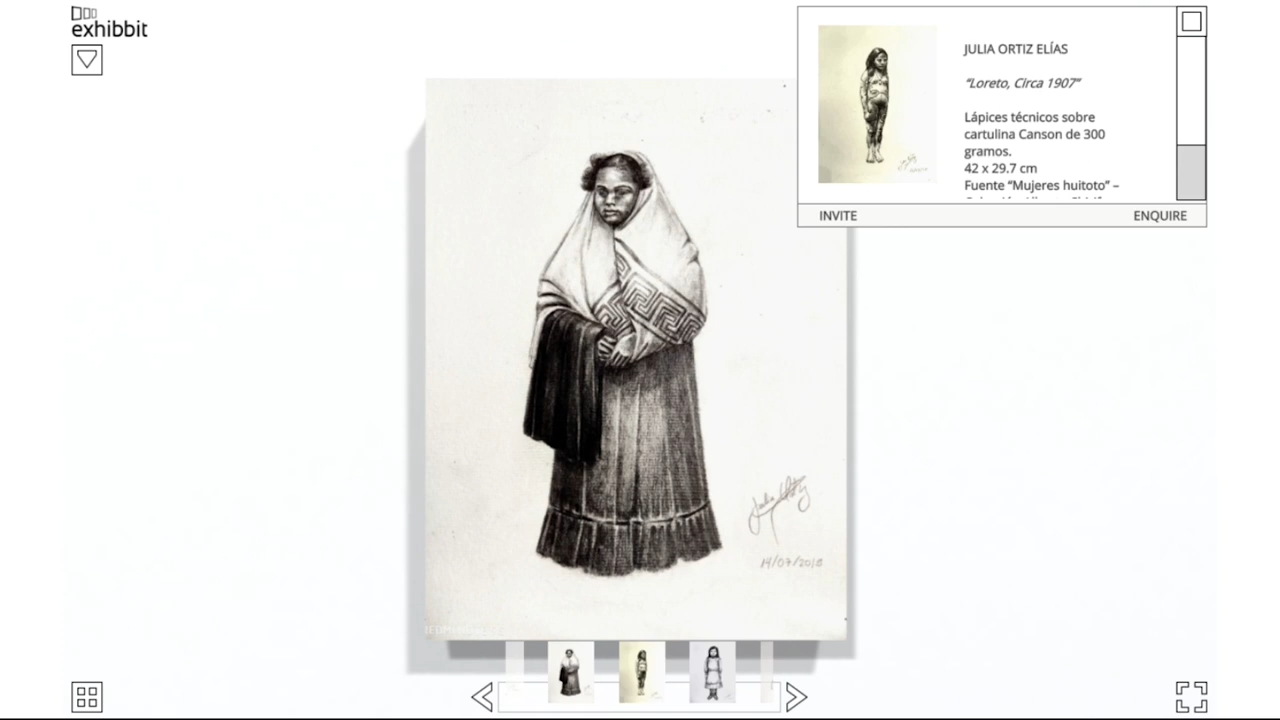 exhibbit
JULIA ORTIZ ELÍAS
“Loreto, Circa 1907”
Lápices técnicos sobre
cartulina Canson de 300
gramos.
42 x 29.7 cm
Fuente “Mujeres huitoto” –
INVITE
ENQUIRE
14/07/2018